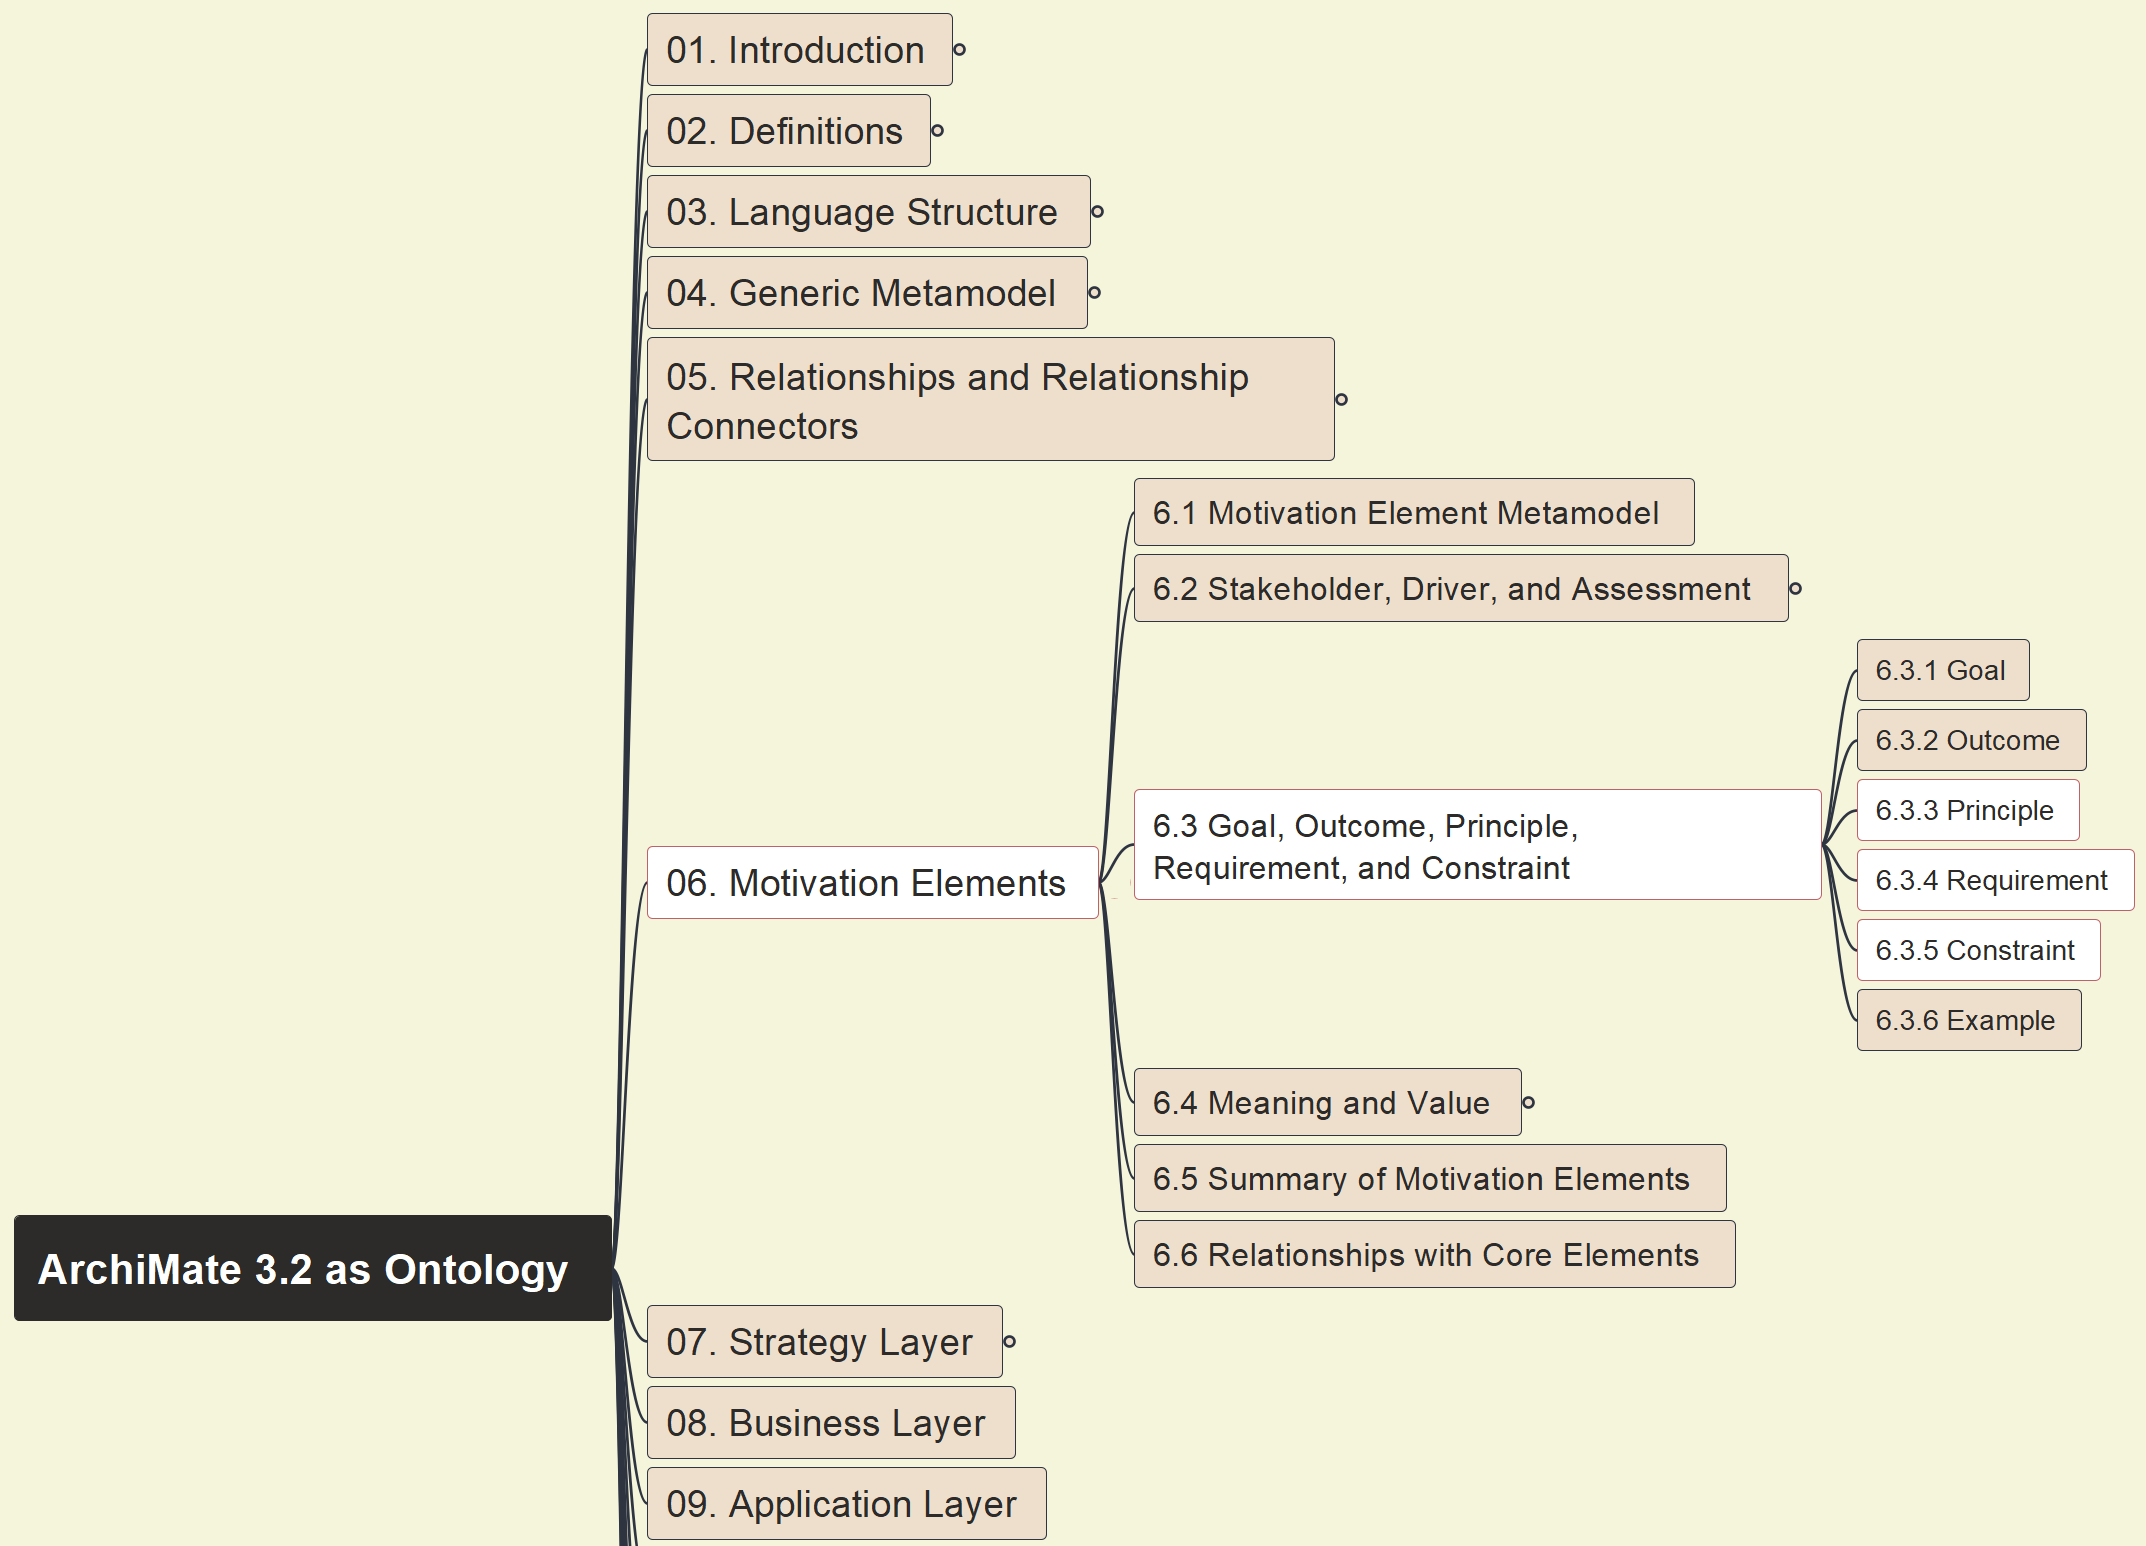 01. Introduction
02. Definitions
03. Language Structure
04. Generic Metamodel
05. Relationships and Relationship
Connectors
6.1 Motivation Element Metamodel
6.2 Stakeholder, Driver, and Assessment
6.3.1 Goal
6.3.2 Outcome
6.3.3 Principle
6.3 Goal, Outcome, Principle,
Requirement, and Constraint
6.3.4 Requirement
06. Motivation Elements
6.3.5 Constraint
6.3.6 Example
6.4 Meaning and Value
6.5 Summary of Motivation Elements
6.6 Relationships with Core Elements
ArchiMate 3.2 as Ontology
07. Strategy Layer
08. Business Layer
09. Application Layer